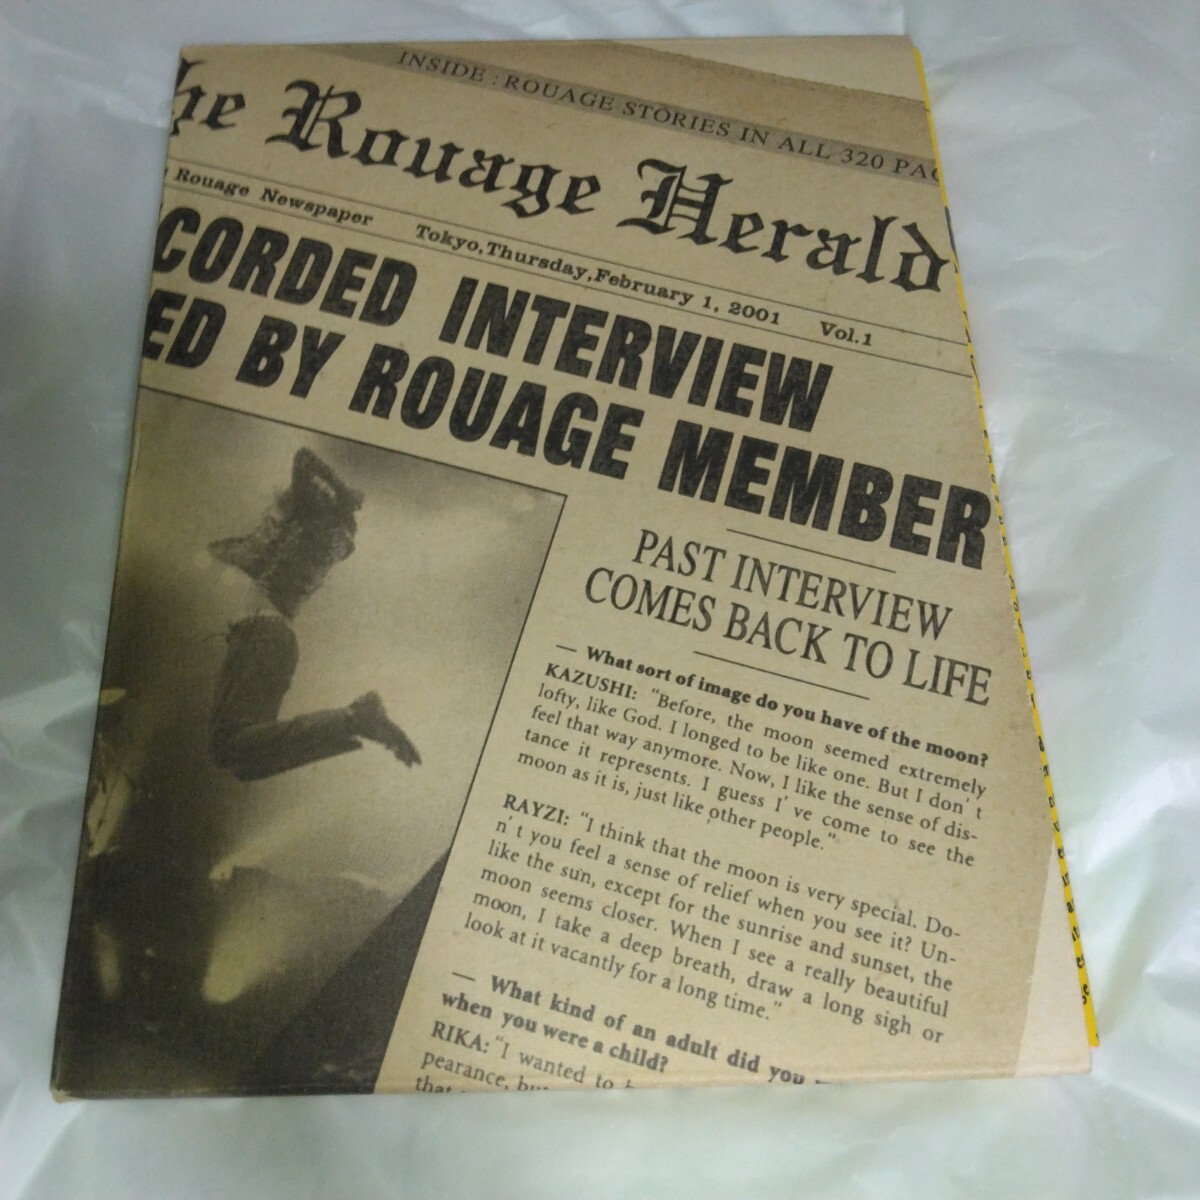 INSIDE : ROUAGE STORIES IN ALL 320 PAG
he Rouage Herald
Rouage Newspaper Tokyo,Thursday,February 1, 2001 Vol.1
CORDED INTERVIEW
ED BY ROUAGE MEMBER
PAST INTERVIEW
COMES BACK TO LIFE
— What sort of image do you have of the moon?
KAZUSHI: “Before, the moon seemed extremely
lofty, like God. I longed to be like one. But I don’ t
feel that way anymore. Now, I like the sense of dis-
tance it represents. I guess I’ ve come to see the
moon as it is, just like other people.”
RAYZI: “I think that the moon is very special. Do-
n’ t you feel a sense of relief when you see it? Un-
like the sun, except for the sunrise and sunset, the
moon seems closer. When I see a really beautiful
moon, I take a deep breath, draw a long sigh or
look at it vacantly for a long time.”
— What kind of an adult did you
when you were a child?
RIKA: “I wanted to
pearance, bu
that